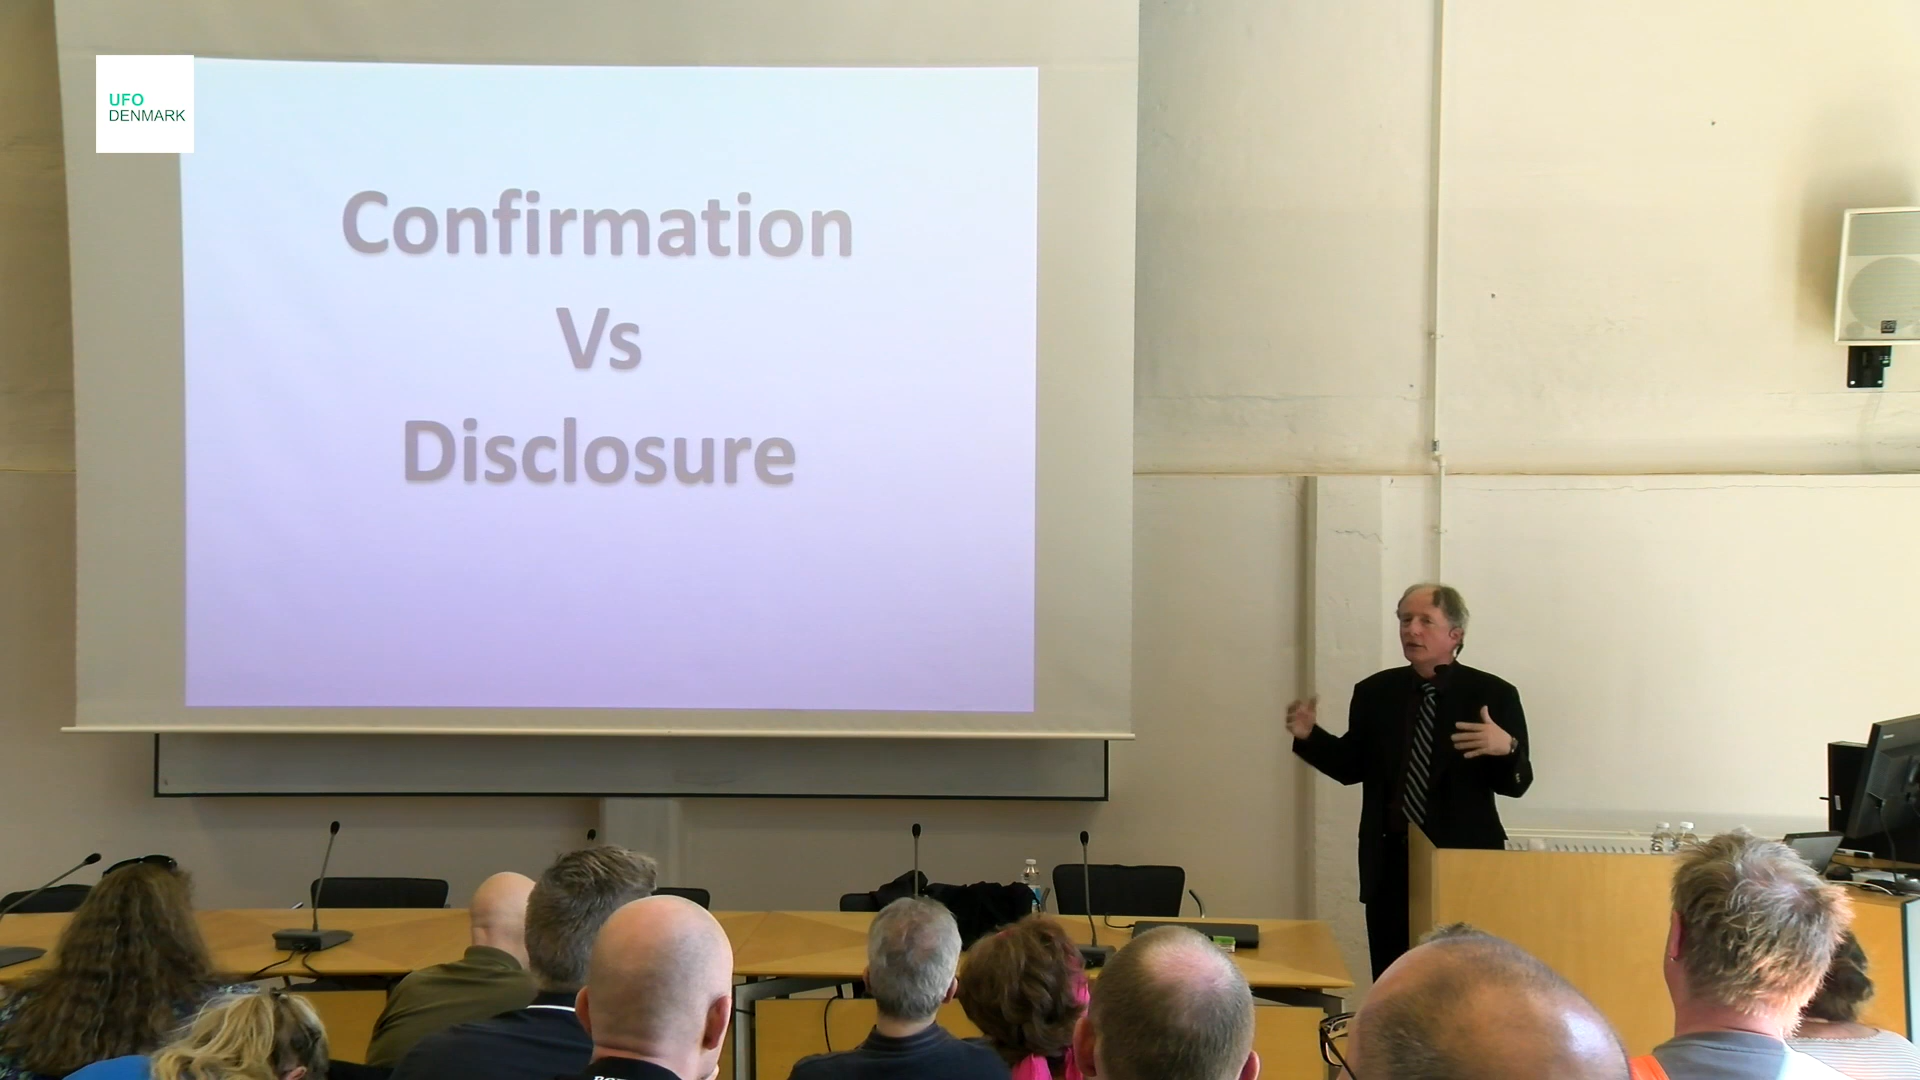 UFO
DENMARK
Confirmation
Vs
Disclosure